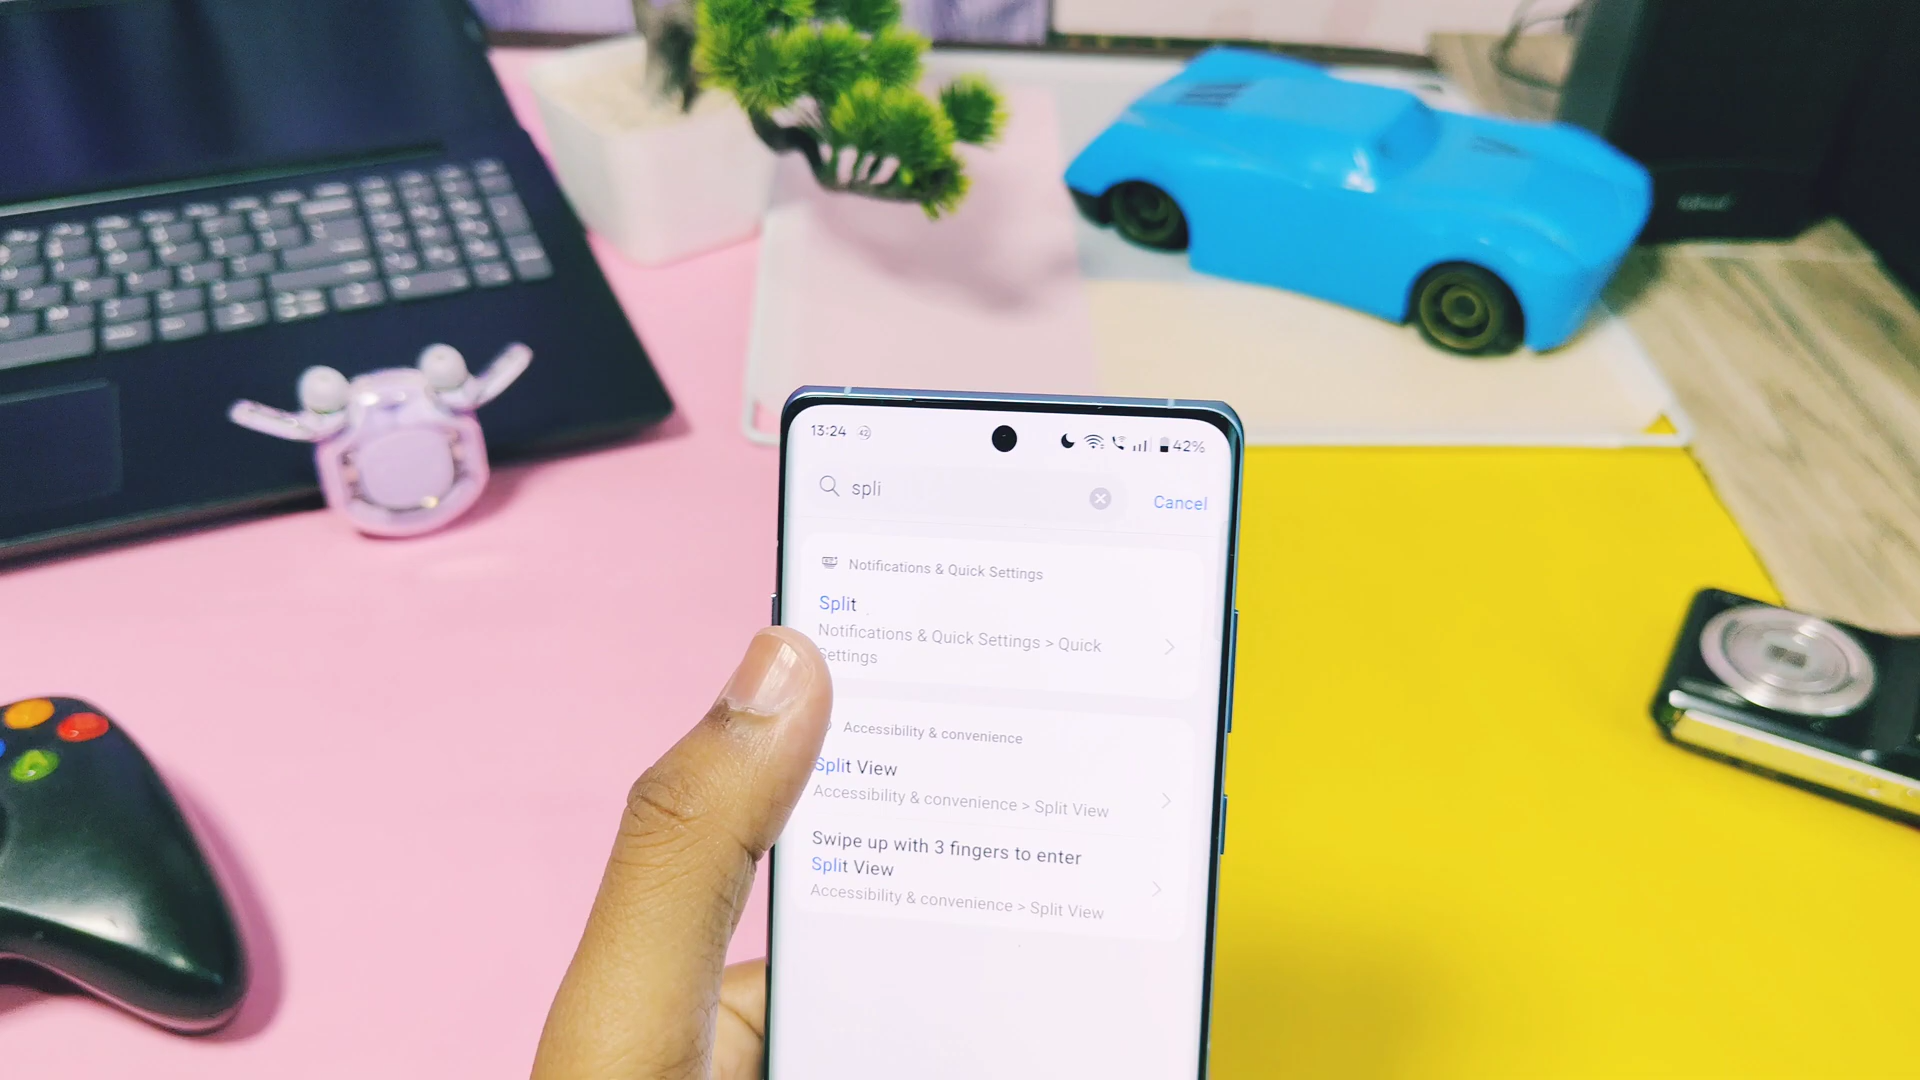 13:24 42 42%
spli
Cancel
Notifications & Quick Settings
Split
Notifications & Quick Settings > Quick
Settings
Accessibility & convenience
Split View
Accessibility & convenience > Split View
Swipe up with 3 fingers to enter
Split View
Accessibility & convenience > Split View